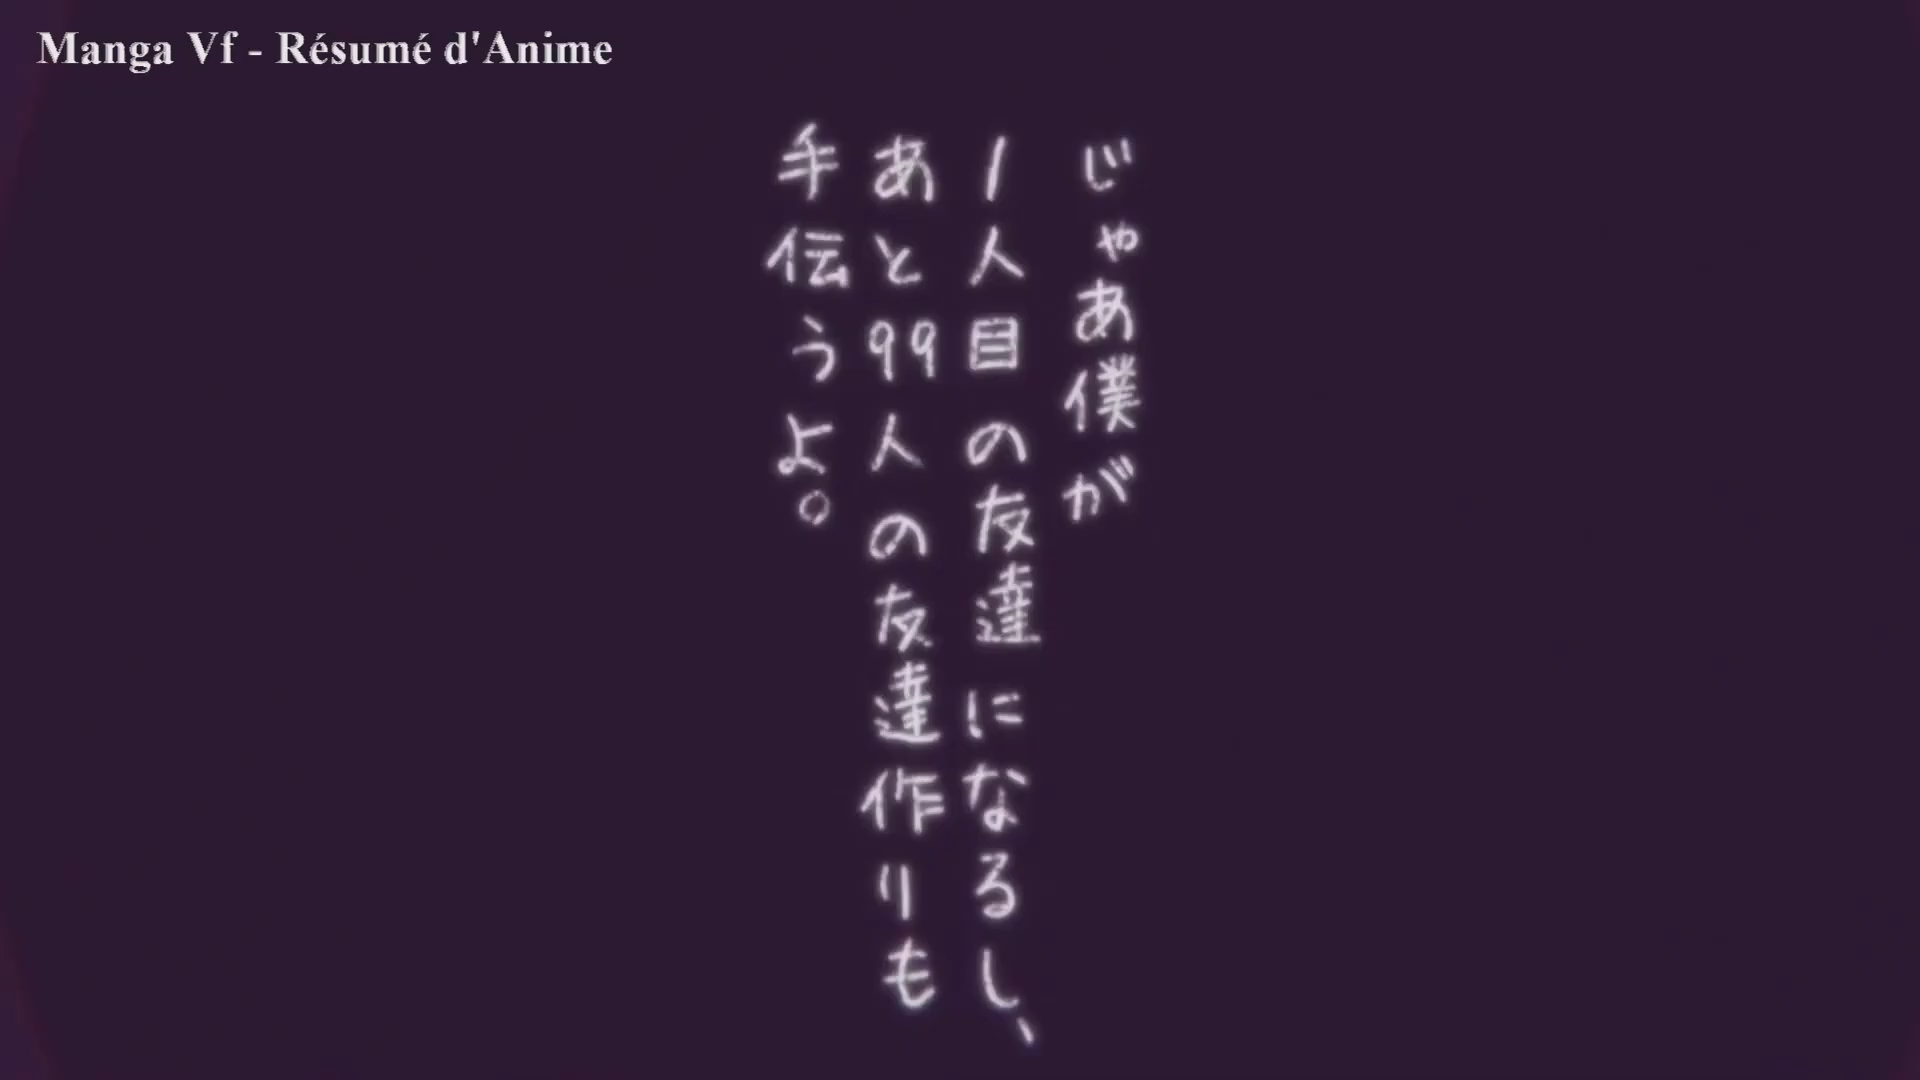 Manga Vf - Résumé d'Anime
じゃあ僕が
1人目の友達になるし、
あと99人の友達作りも
手伝うよ。